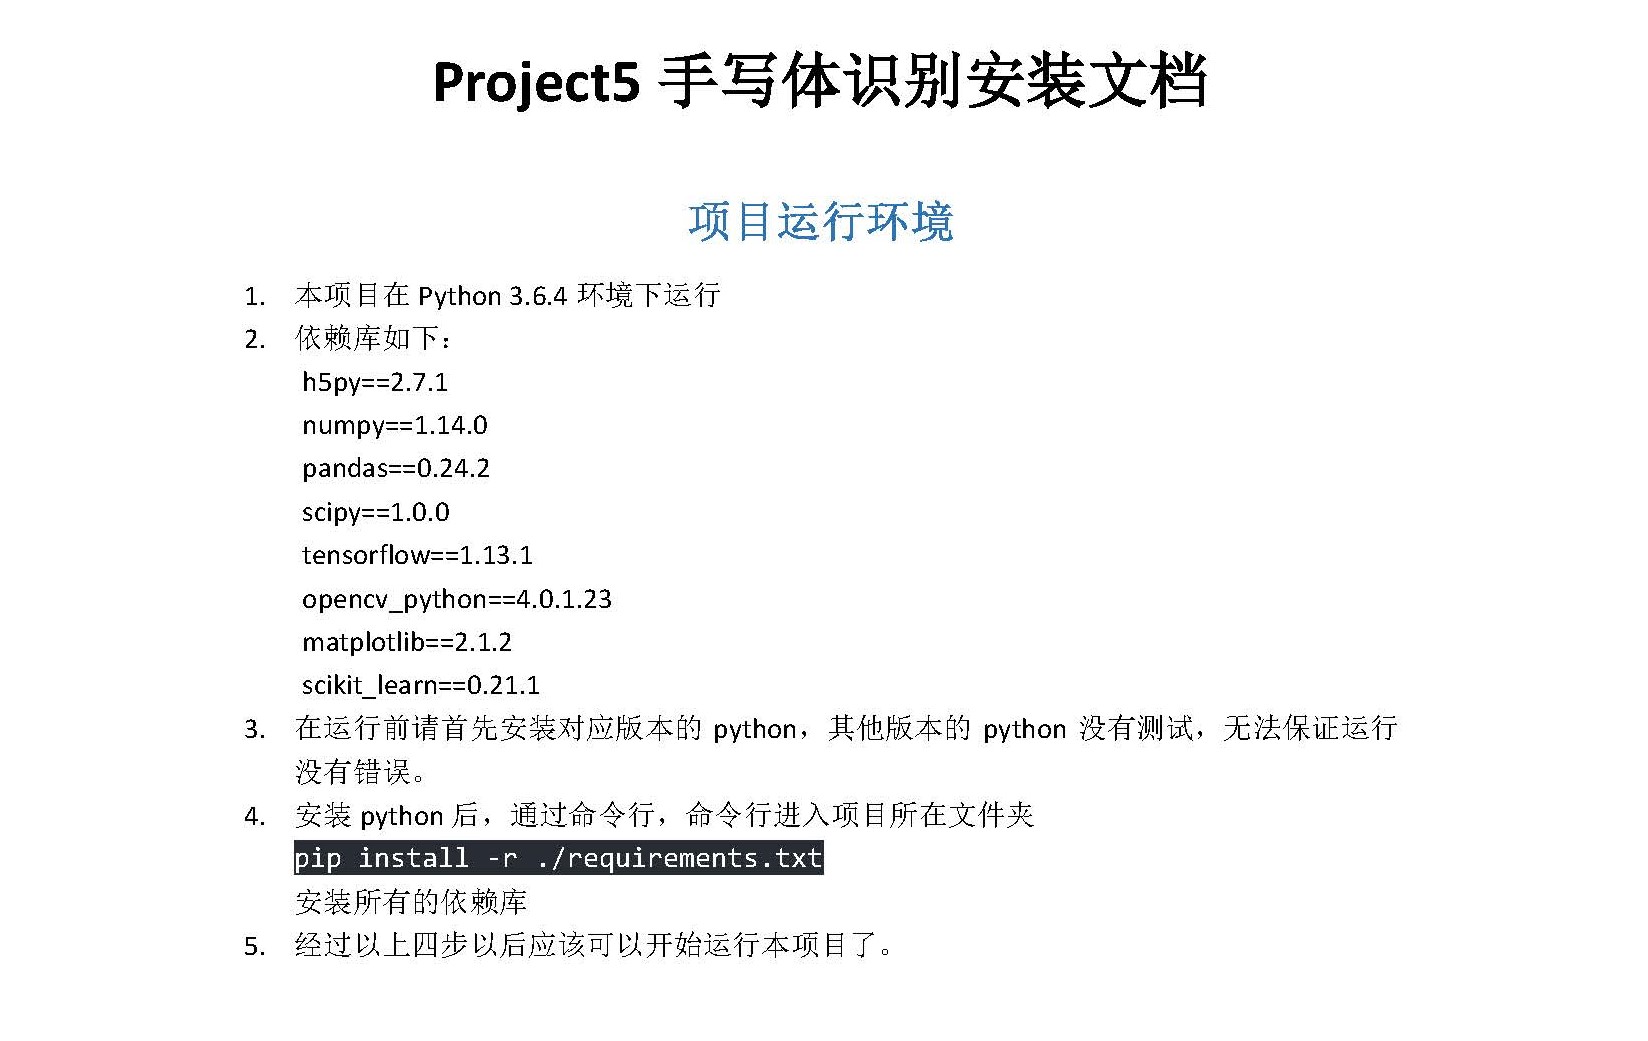 Project5 手写体识别安装文档
项目运行环境
1. 本项目在 Python 3.6.4 环境下运行
2. 依赖库如下：
h5py==2.7.1
numpy==1.14.0
pandas==0.24.2
scipy==1.0.0
tensorflow==1.13.1
opencv_python==4.0.1.23
matplotlib==2.1.2
scikit_learn==0.21.1
3. 在运行前请首先安装对应版本的 python，其他版本的 python 没有测试，无法保证运行
没有错误。
4. 安装 python 后，通过命令行，命令行进入项目所在文件夹
pip install -r ./requirements.txt
安装所有的依赖库
5. 经过以上四步以后应该可以开始运行本项目了。